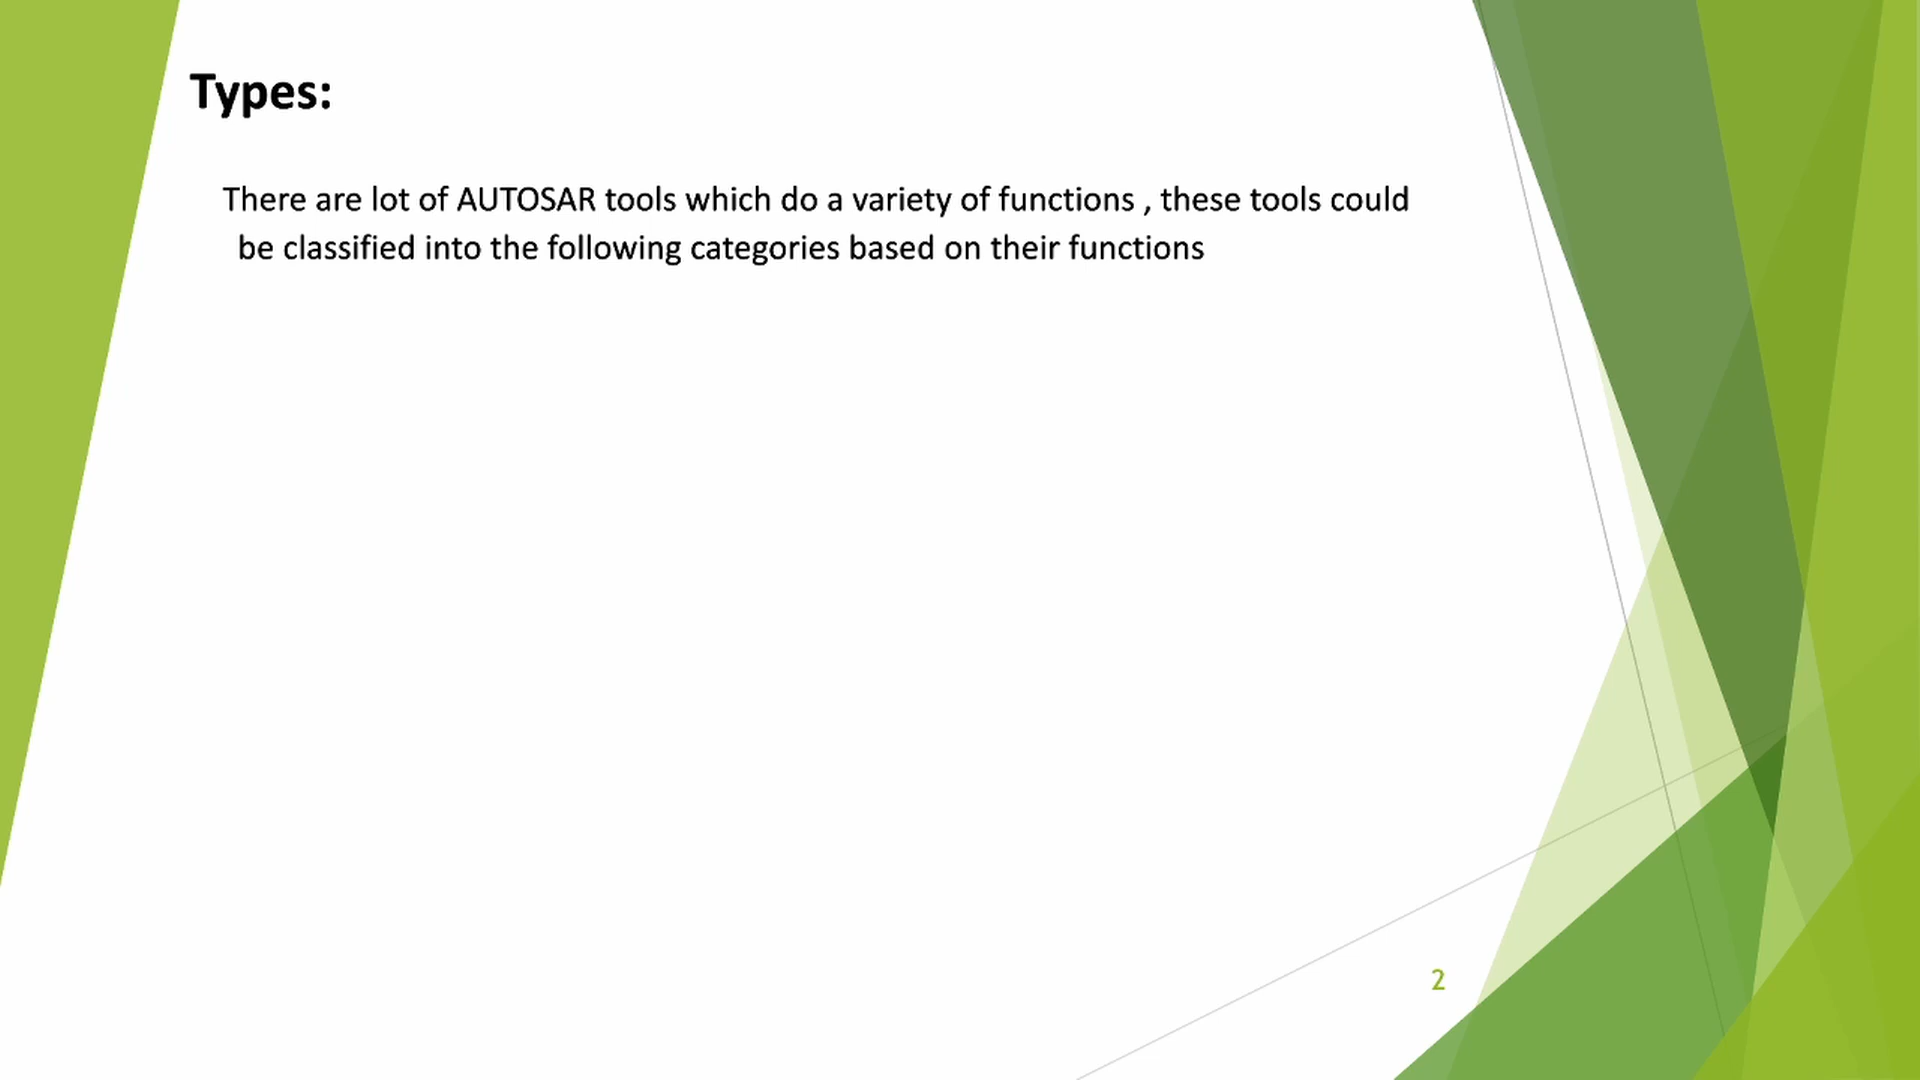 Types:
There are lot of AUTOSAR tools which do a variety of functions , these tools could
be classified into the following categories based on their functions
2